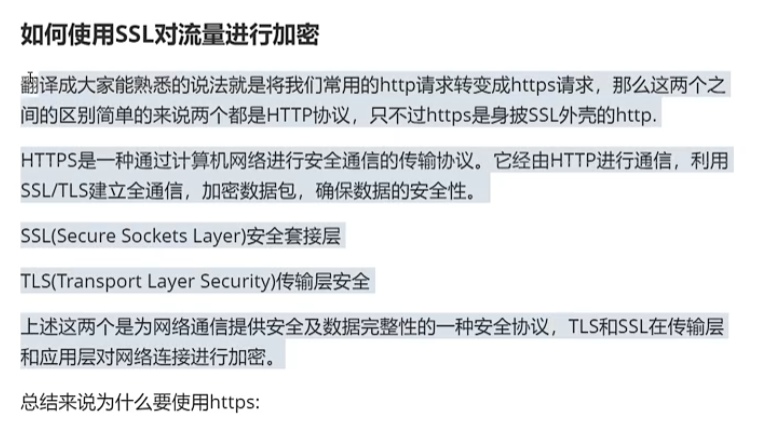 如何使用SSL对流量进行加密
翻译成大家能熟悉的说法就是将我们常用的http请求转变成https请求，那么这两个之
间的区别简单的来说两个都是HTTP协议，只不过https是身披SSL外壳的http.
HTTPS是一种通过计算机网络进行安全通信的传输协议。它经由HTTP进行通信，利用
SSL/TLS建立全通信，加密数据包，确保数据的安全性。
SSL(Secure Sockets Layer)安全套接层
TLS(Transport Layer Security)传输层安全
上述这两个是为网络通信提供安全及数据完整性的一种安全协议，TLS和SSL在传输层
和应用层对网络连接进行加密。
总结来说为什么要使用https: